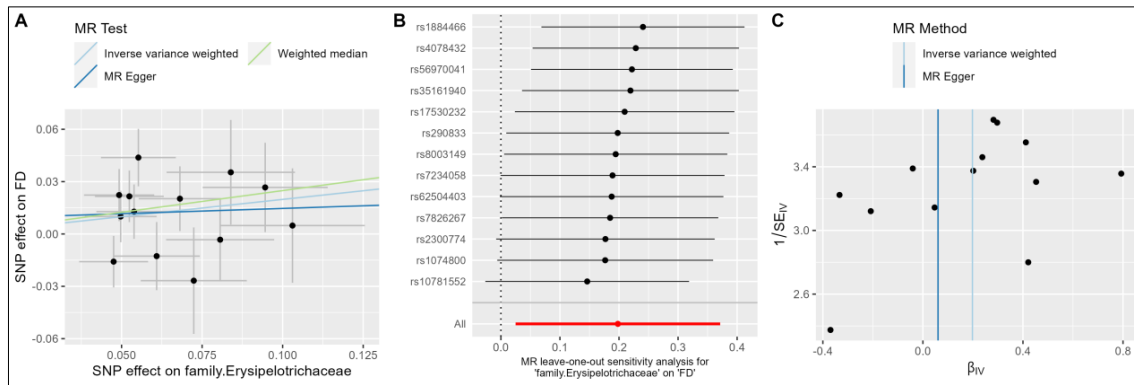 A
MR Test
Inverse variance weighted
Weighted median
MR Egger
SNP effect on FD
0.06
0.03
0.00
-0.03
-0.06
0.050
0.075
0.100
0.125
SNP effect on family.Erysipelotrichaceae
B
rs1884466
rs4078432
rs56970041
rs35161940
rs17530232
rs290833
rs8003149
rs7234058
rs62504403
rs7826267
rs2300774
rs1074800
rs10781552
All
0.0
0.1
0.2
0.3
0.4
MR leave-one-out sensitivity analysis for
'family.Erysipelotrichaceae' on 'FD'
C
MR Method
Inverse variance weighted
MR Egger
1/SEIV
3.4
3.0
2.6
-0.4
0.0
0.4
0.8
βIV